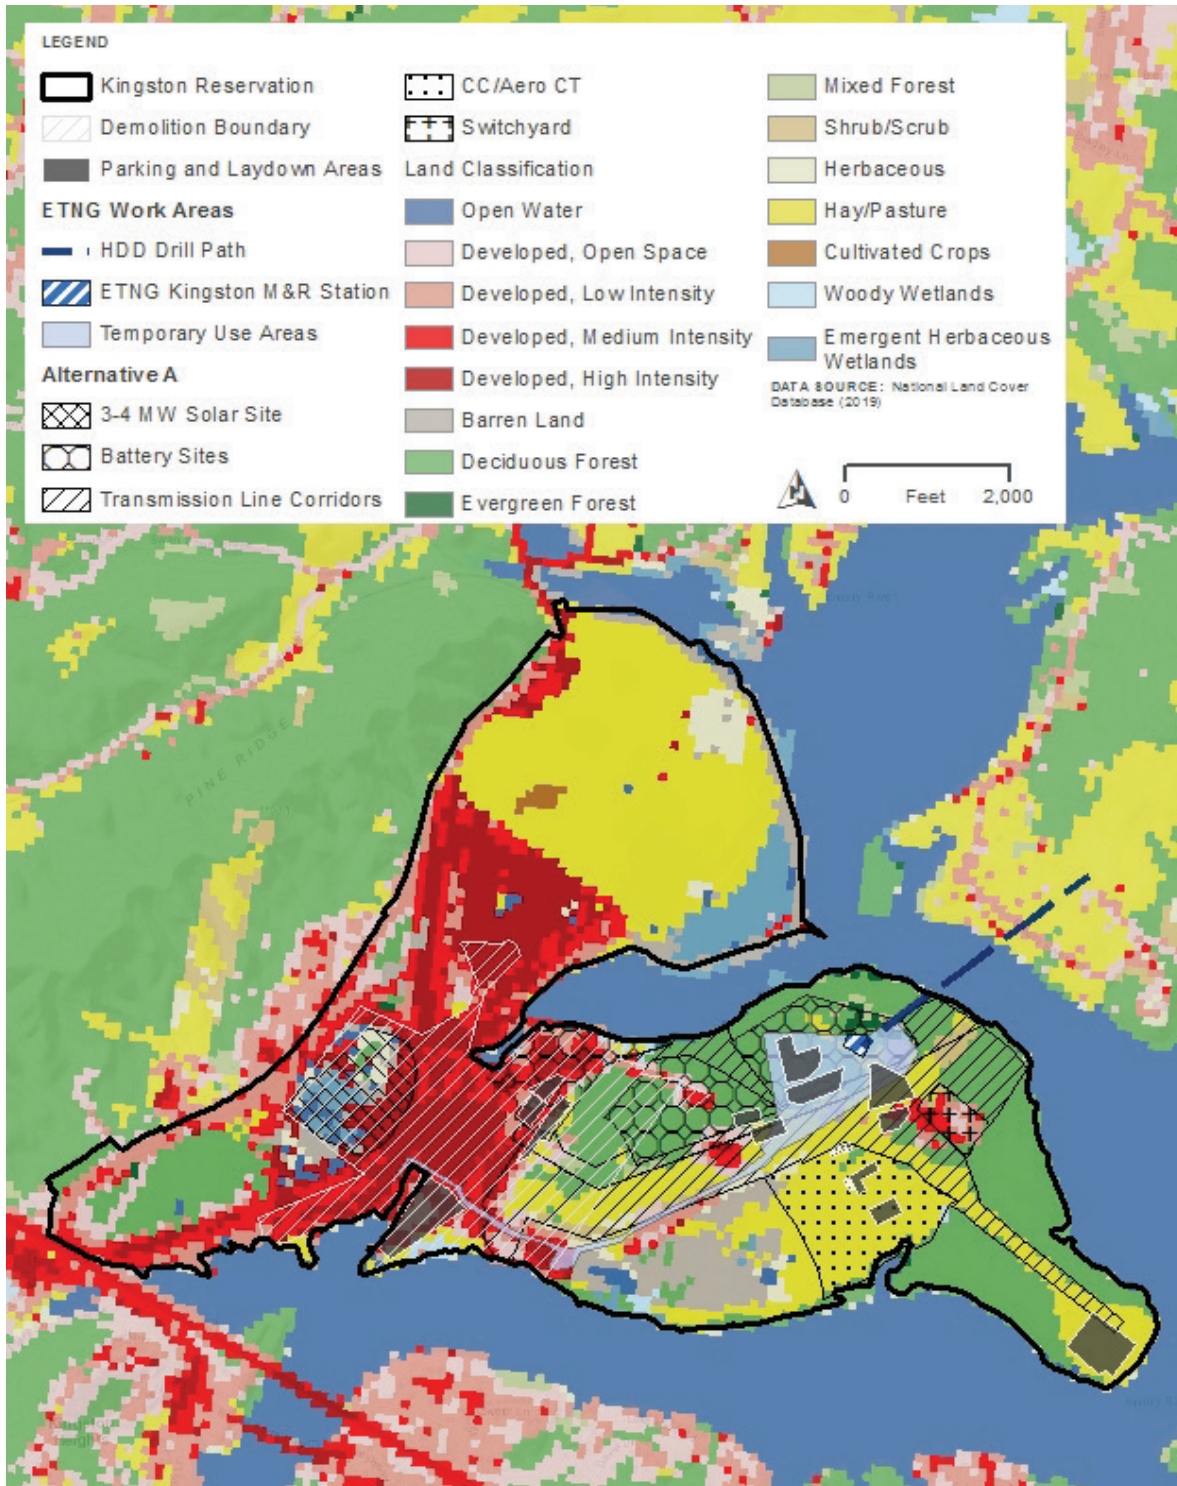 LEGEND
Kingston Reservation
Demolition Boundary
Parking and Laydown Areas
ETNG Work Areas
HDD Drill Path
ETNG Kingston M&R Station
Temporary Use Areas
Alternative A
3-4 MW Solar Site
Battery Sites
Transmission Line Corridors
CC/Aero CT
Switchyard
Land Classification
Open Water
Developed, Open Space
Developed, Low Intensity
Developed, Medium Intensity
Developed, High Intensity
Barren Land
Deciduous Forest
Evergreen Forest
Mixed Forest
Shrub/Scrub
Herbaceous
Hay/Pasture
Cultivated Crops
Woody Wetlands
Emergent Herbaceous
Wetlands
DATA SOURCE: National Land Cover
Database (2019)
N
0 Feet 2,000
Emory River
PINE RIDGE
Kingston
Heights